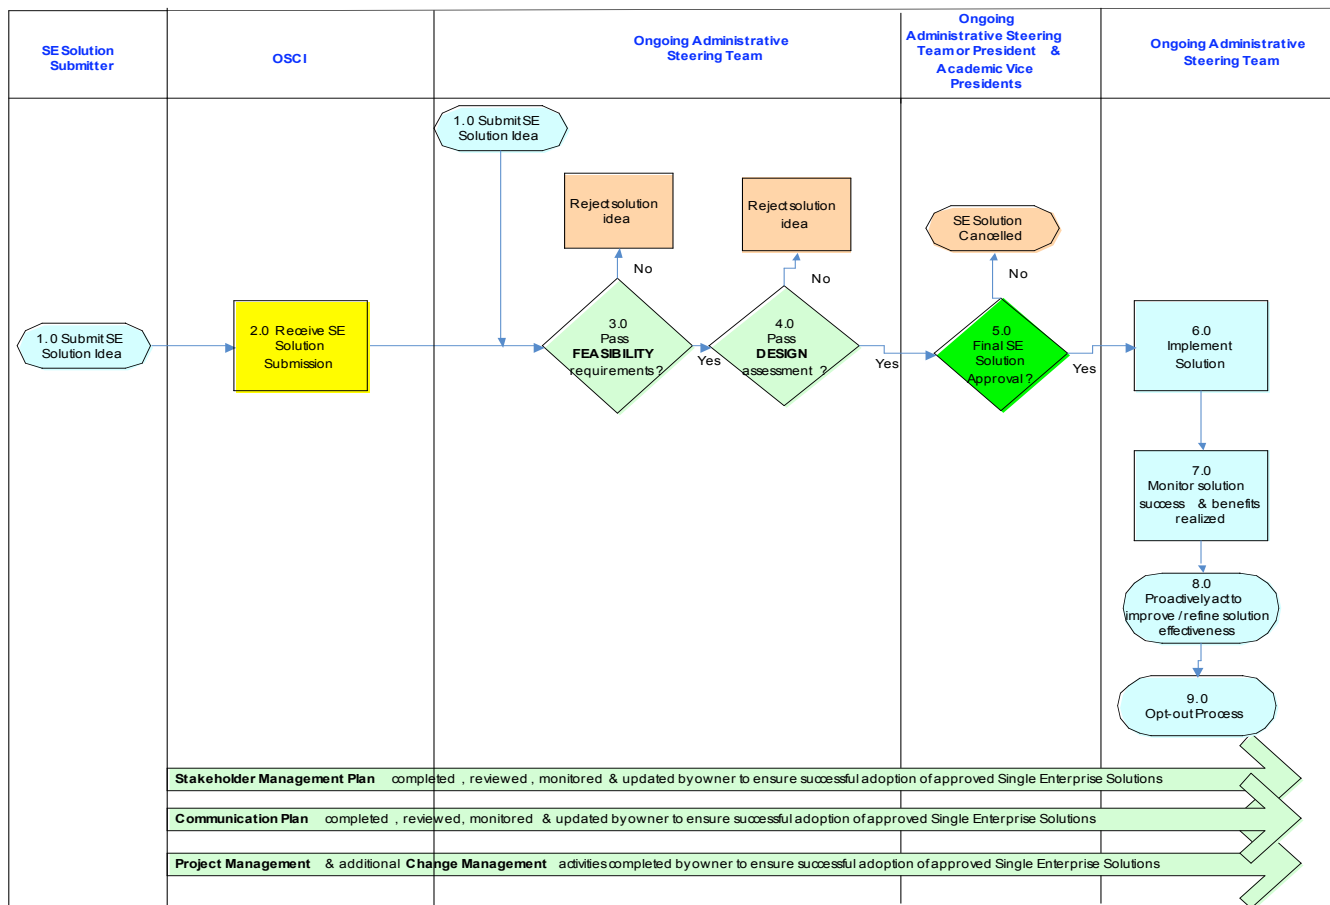 SE Solution
Submitter
OSCI
Ongoing Administrative
Steering Team
Ongoing
Administrative Steering
Team or President &
Academic Vice
Presidents
Ongoing Administrative
Steering Team
1.0 Submit SE
Solution Idea
Reject solution
idea
Reject solution
idea
SE Solution
Cancelled
No
No
No
1.0 Submit SE
Solution Idea
2.0 Receive SE
Solution
Submission
3.0
Pass
FEASIBILITY
requirements?
Yes
4.0
Pass
DESIGN
assessment ?
Yes
5.0
Final SE
Solution
Approval ?
Yes
6.0
Implement
Solution
7.0
Monitor solution
success & benefits
realized
8.0
Proactively act to
improve / refine solution
effectiveness
9.0
Opt-out Process
Stakeholder Management Plan completed , reviewed , monitored & updated by owner to ensure successful adoption of approved Single Enterprise Solutions
Communication Plan completed , reviewed, monitored & updated by owner to ensure successful adoption of approved Single Enterprise Solutions
Project Management & additional Change Management activities completed by owner to ensure successful adoption of approved Single Enterprise Solutions